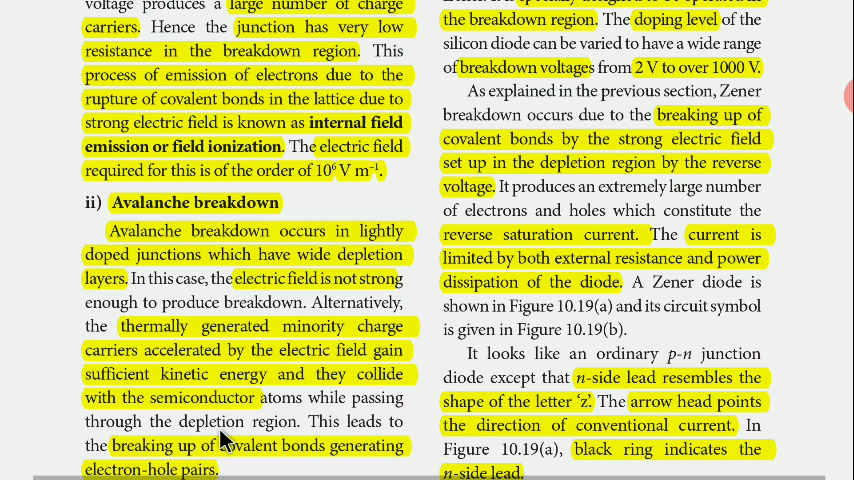 voltage produces a large number of charge
carriers. Hence the junction has very low
resistance in the breakdown region. This
process of emission of electrons due to the
rupture of covalent bonds in the lattice due to
strong electric field is known as internal field
emission or field ionization. The electric field
required for this is of the order of 10⁶ V m⁻¹.
ii) Avalanche breakdown
Avalanche breakdown occurs in lightly
doped junctions which have wide depletion
layers. In this case, the electric field is not strong
enough to produce breakdown. Alternatively,
the thermally generated minority charge
carriers accelerated by the electric field gain
sufficient kinetic energy and they collide
with the semiconductor atoms while passing
through the depletion region. This leads to
the breaking up of covalent bonds generating
electron-hole pairs.
the breakdown region. The doping level of the
silicon diode can be varied to have a wide range
of breakdown voltages from 2 V to over 1000 V.
As explained in the previous section, Zener
breakdown occurs due to the breaking up of
covalent bonds by the strong electric field
set up in the depletion region by the reverse
voltage. It produces an extremely large number
of electrons and holes which constitute the
reverse saturation current. The current is
limited by both external resistance and power
dissipation of the diode. A Zener diode is
shown in Figure 10.19(a) and its circuit symbol
is given in Figure 10.19(b).
It looks like an ordinary p-n junction
diode except that n-side lead resembles the
shape of the letter ‘z’. The arrow head points
the direction of conventional current. In
Figure 10.19(a), black ring indicates the
n-side lead.